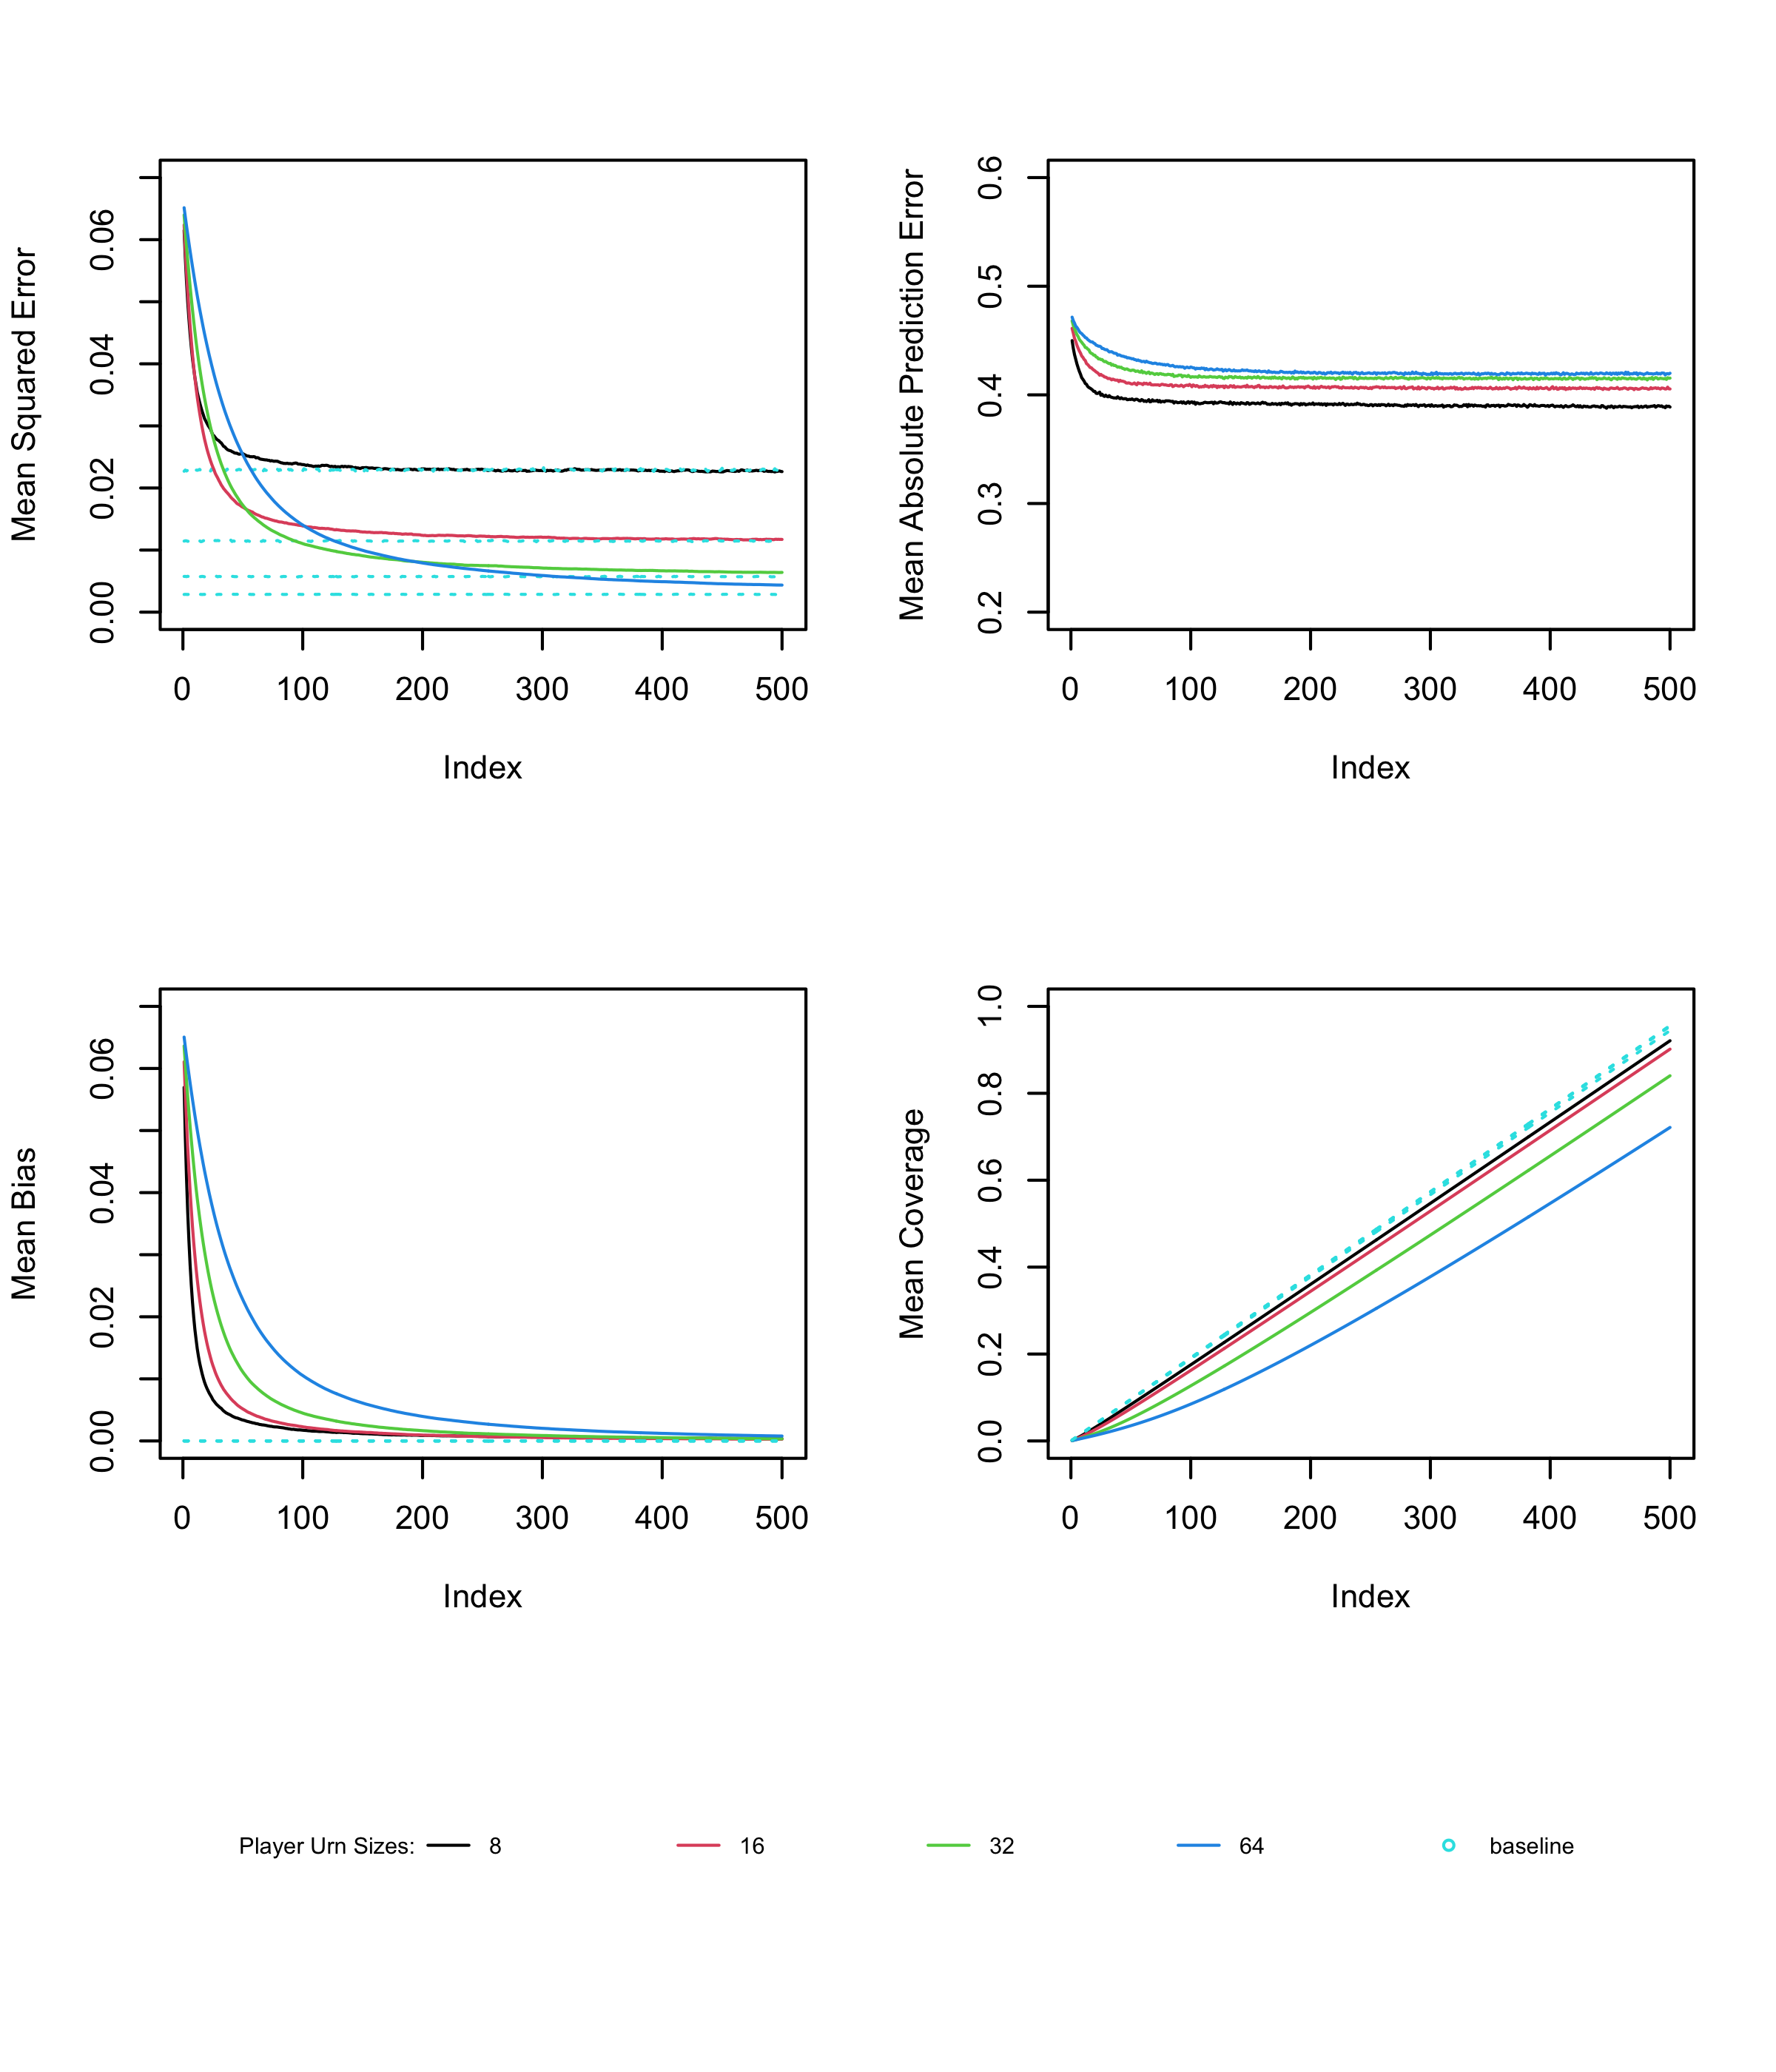 Mean Squared Error
0.00 0.02 0.04 0.06
0 100 200 300 400 500
Index
Mean Absolute Prediction Error
0.2 0.3 0.4 0.5 0.6
0 100 200 300 400 500
Index
Mean Bias
0.00 0.02 0.04 0.06
0 100 200 300 400 500
Index
Mean Coverage
0.0 0.2 0.4 0.6 0.8 1.0
0 100 200 300 400 500
Index
Player Urn Sizes: 8 16 32 64 baseline